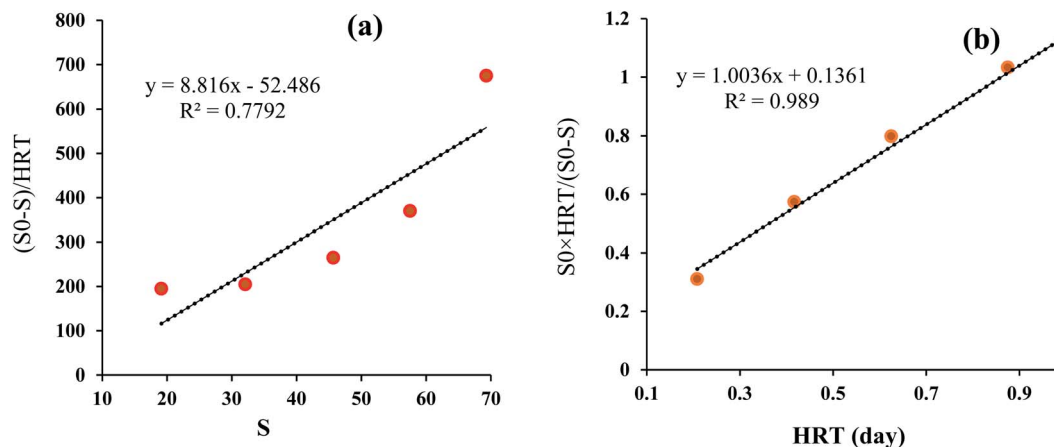 (a)
y = 8.816x - 52.486
R² = 0.7792
(S0-S)/HRT
800
700
600
500
400
300
200
100
0
10 20 30 40 50 60 70
S
(b)
y = 1.0036x + 0.1361
R² = 0.989
S0×HRT/(S0-S)
1.2
1
0.8
0.6
0.4
0.2
0
0.1 0.3 0.5 0.7 0.9
HRT (day)